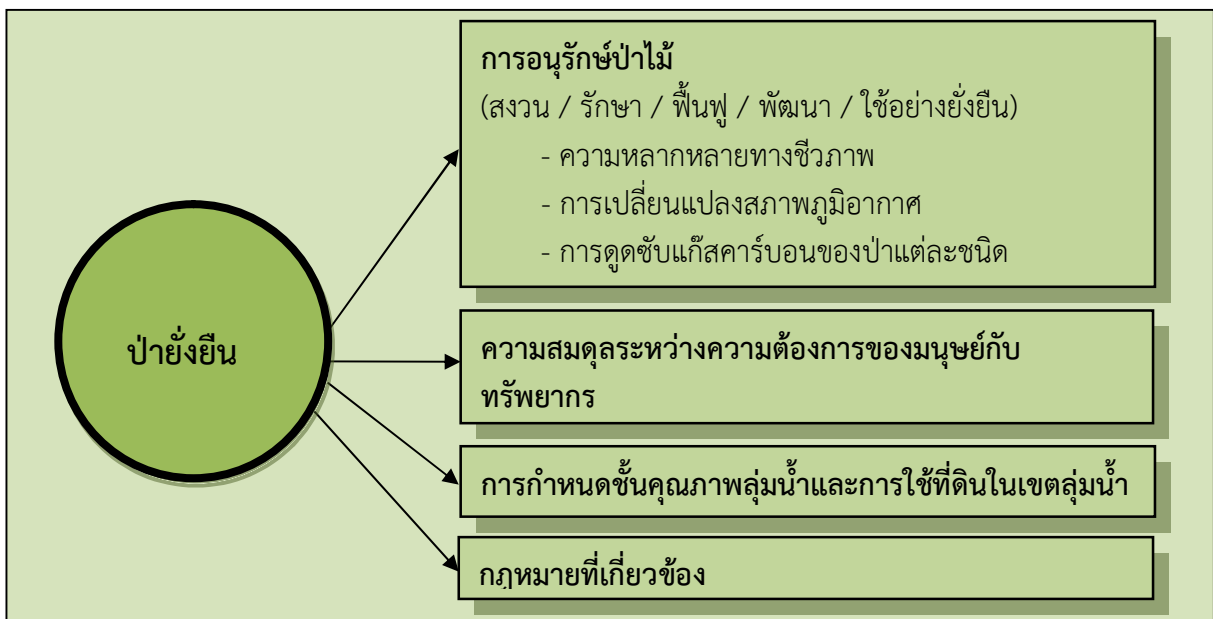 การอนุรักษ์ป่าไม้
(สงวน / รักษา / ฟื้นฟู / พัฒนา / ใช้อย่างยั่งยืน)
- ความหลากหลายทางชีวภาพ
- การเปลี่ยนแปลงสภาพภูมิอากาศ
- การดูดซับแก๊สคาร์บอนของป่าแต่ละชนิด
ป่ายั่งยืน
ความสมดุลระหว่างความต้องการของมนุษย์กับ
ทรัพยากร
การกำหนดชั้นคุณภาพลุ่มน้ำและการใช้ที่ดินในเขตลุ่มน้ำ
กฎหมายที่เกี่ยวข้อง